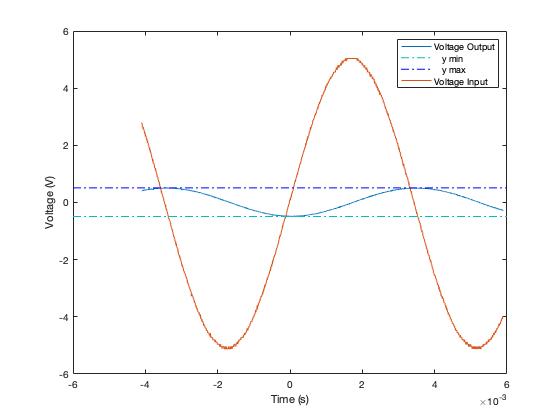 6
4
2
0
-2
-4
-6
Voltage (V)
Voltage Output
y min
y max
Voltage Input
-6 -4 -2 0 2 4 6
Time (s)
×10⁻³